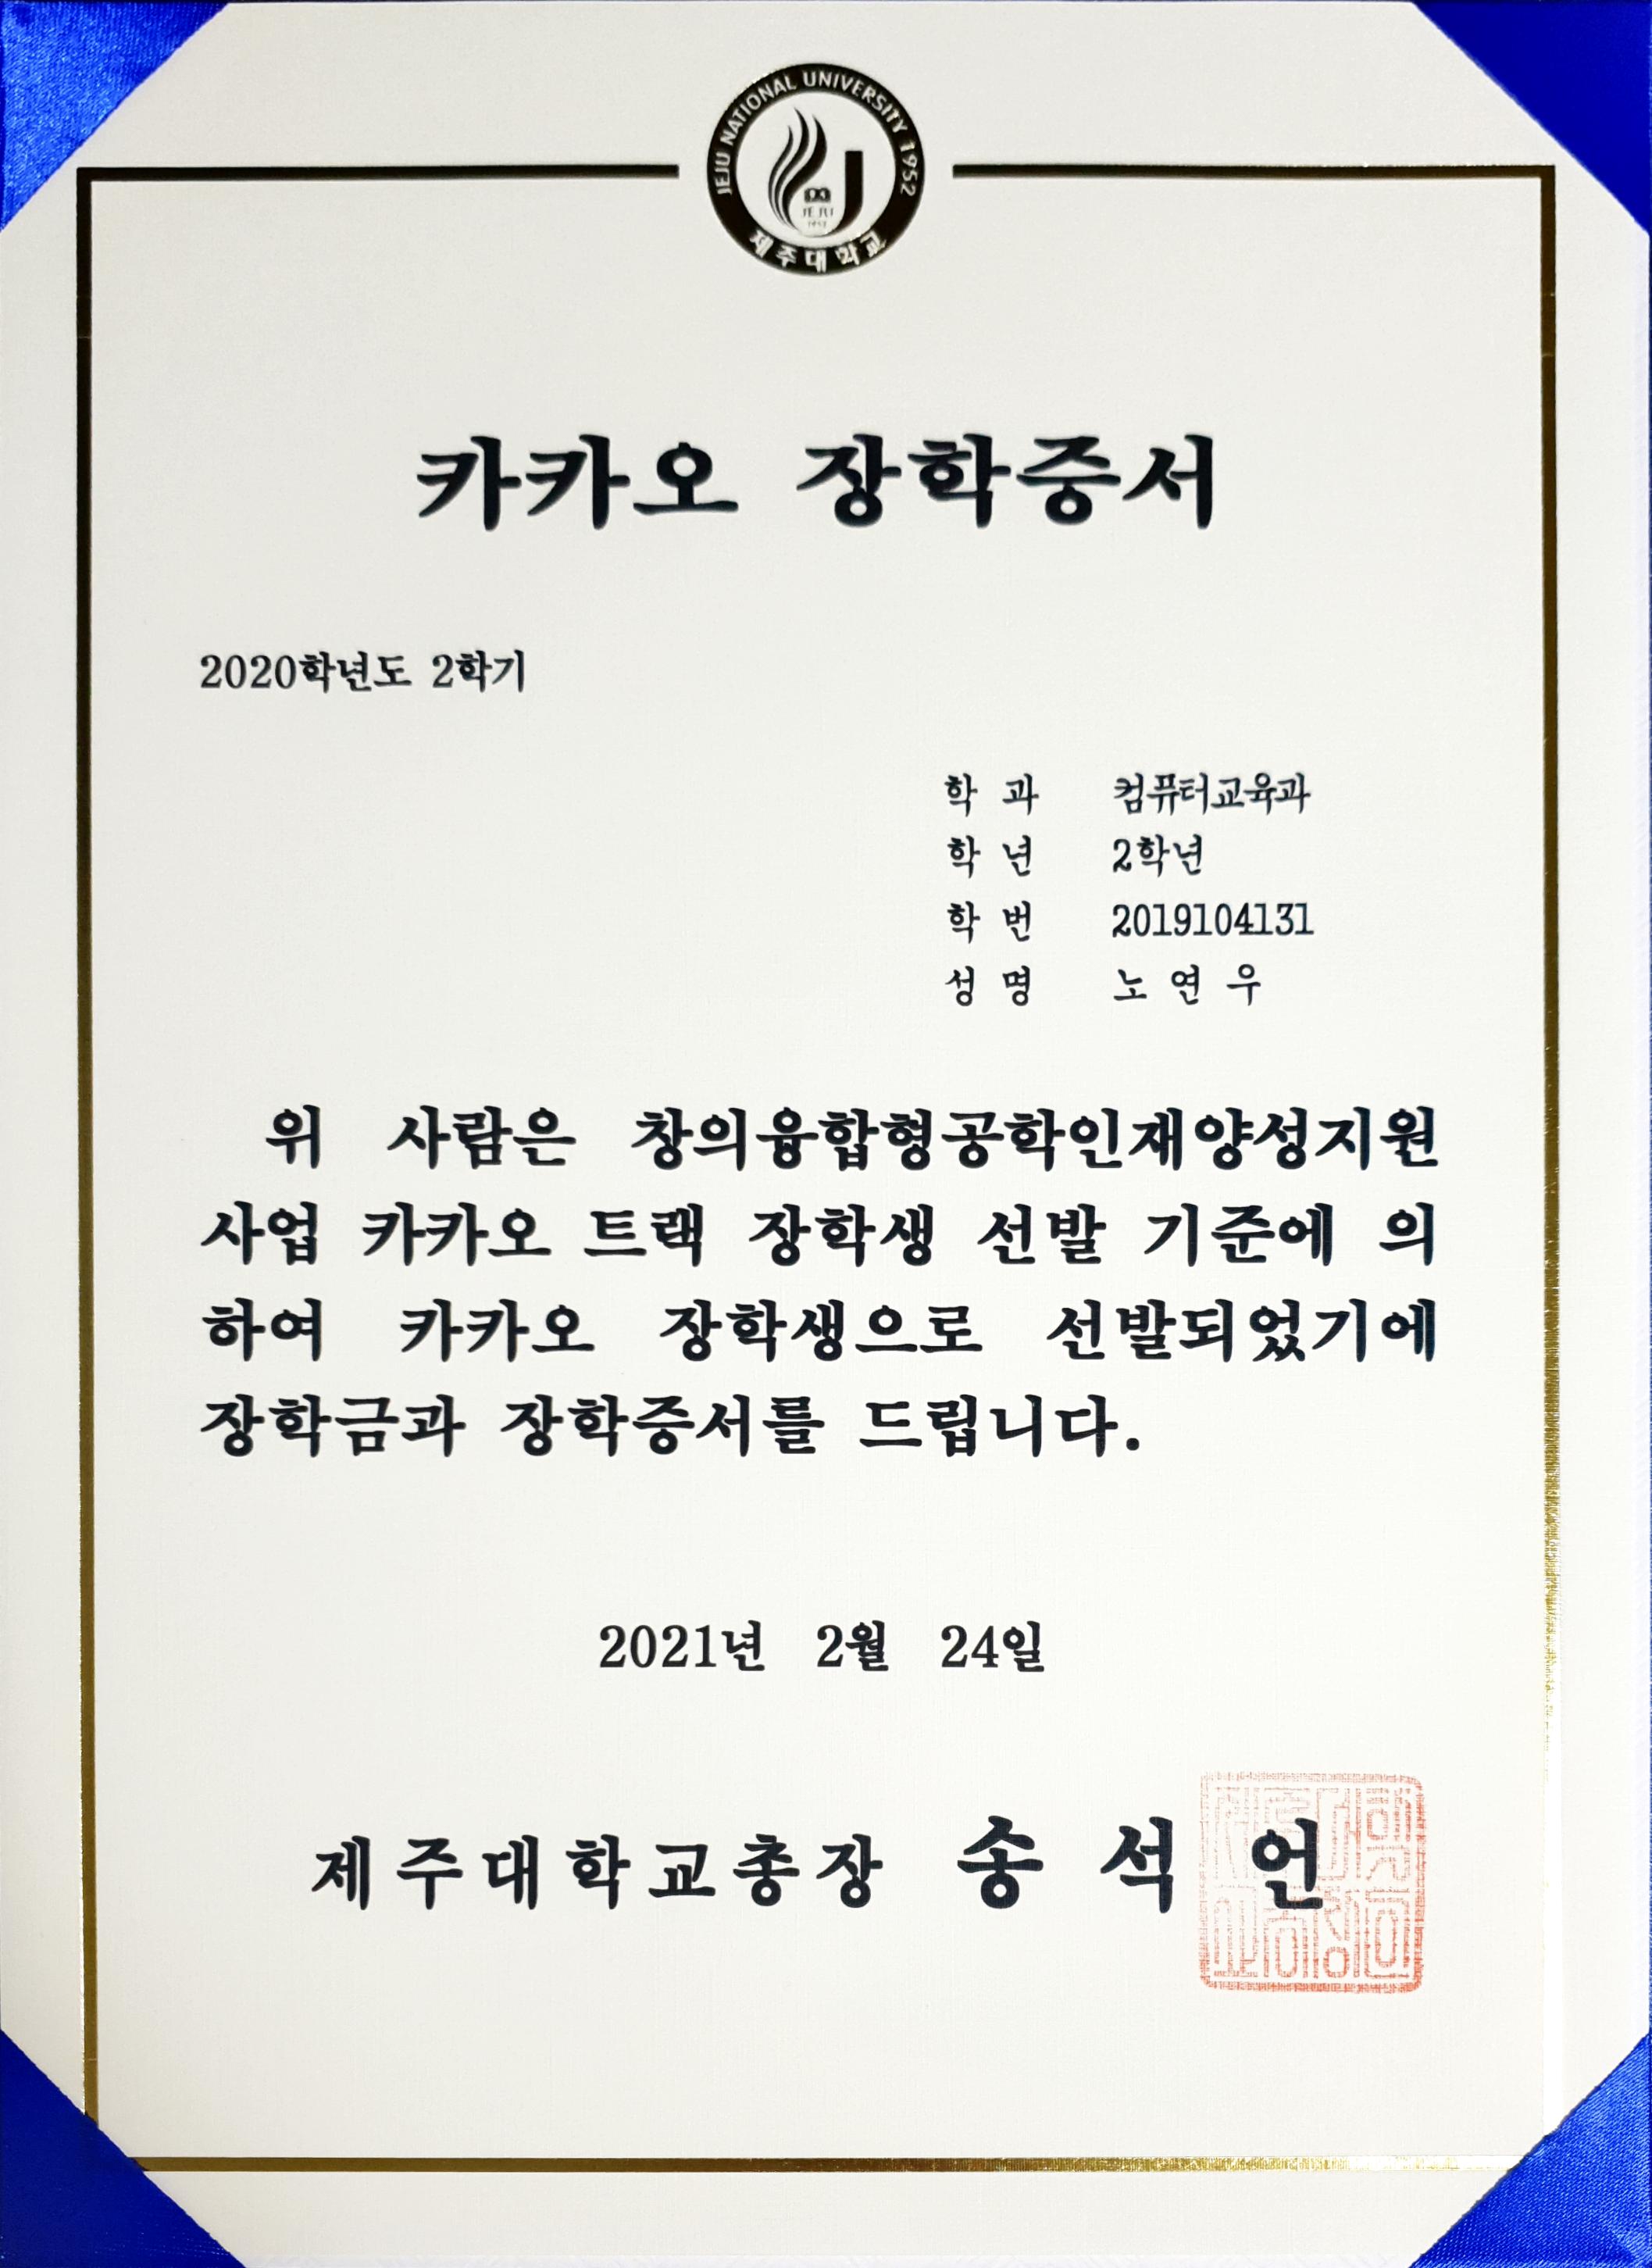 JEJU NATIONAL UNIVERSITY 1952
JEJU
1952
제주대학교
카카오 장학증서
2020학년도 2학기
학 과 컴퓨터교육과
학 년 2학년
학 번 2019104131
성 명 노 연 우
위 사람은 창의융합형공학인재양성지원
사업 카카오 트랙 장학생 선발 기준에 의
하여 카카오 장학생으로 선발되었기에
장학금과 장학증서를 드립니다.
2021년 2월 24일
제주대학교총장 송 석 언